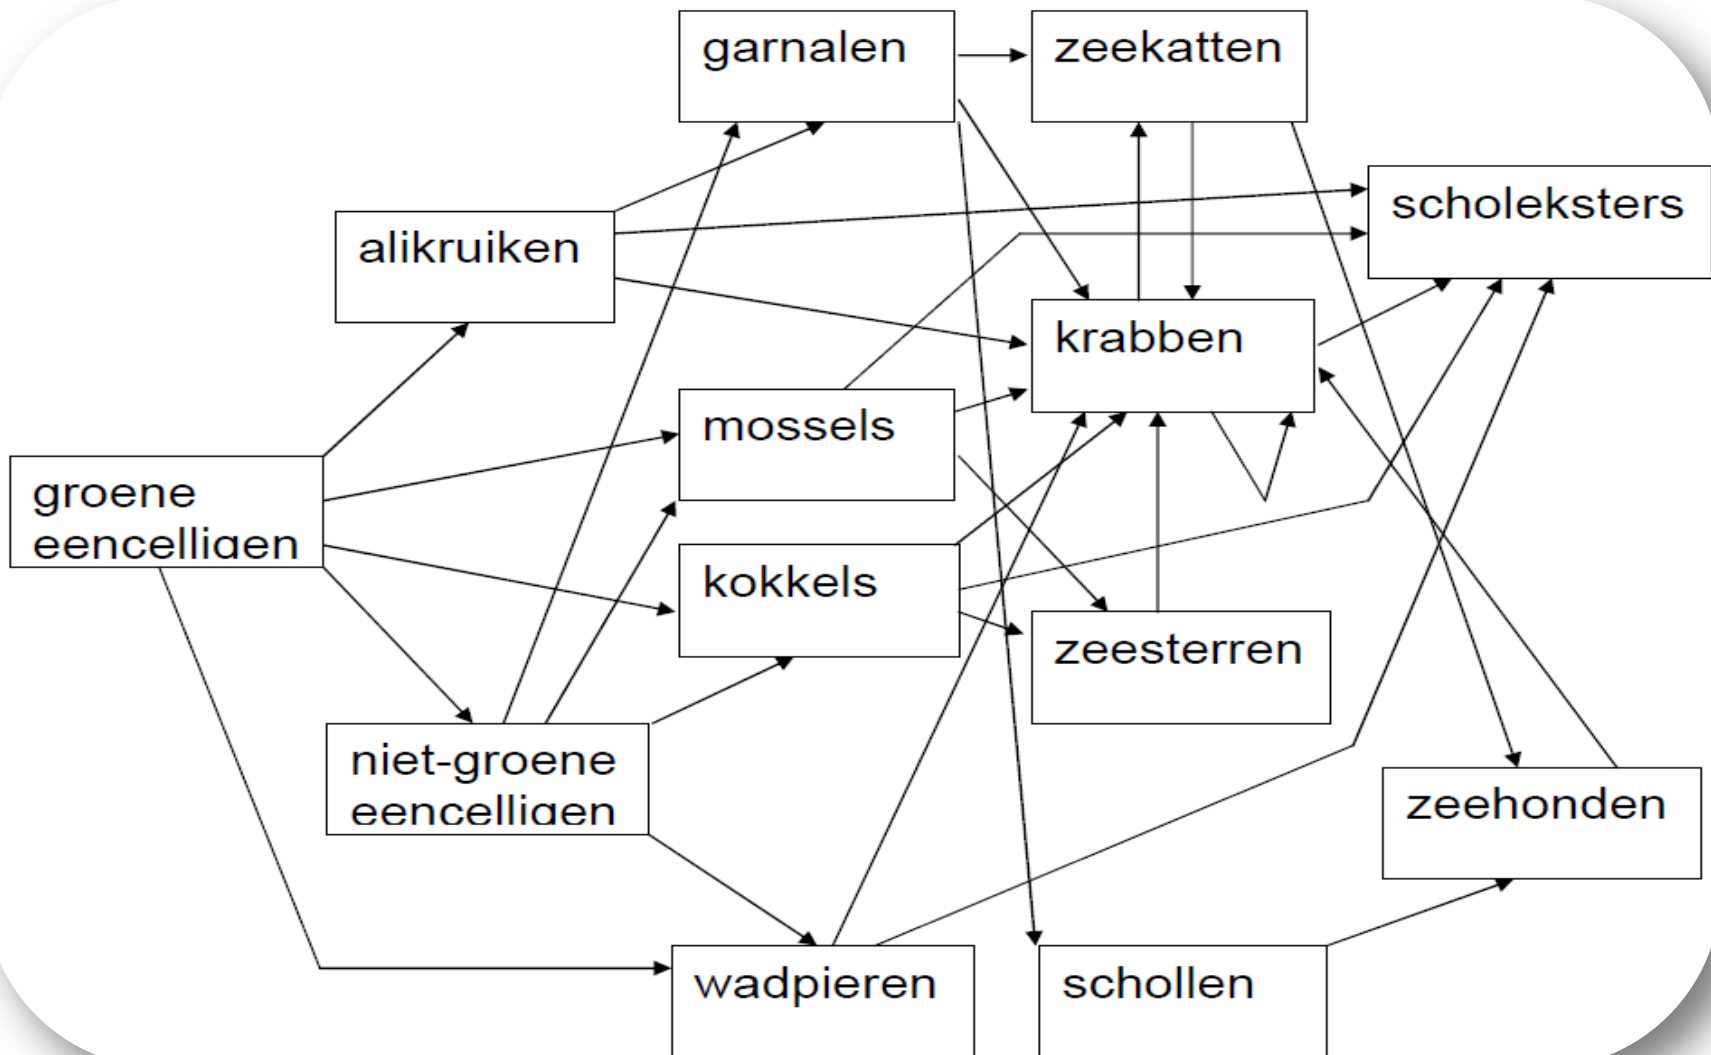 garnalen
zeekatten
scholeksters
alikruiken
krabben
mossels
groene
eencelligen
kokkels
zeesterren
niet-groene
eencelligen
zeehonden
wadpieren
schollen